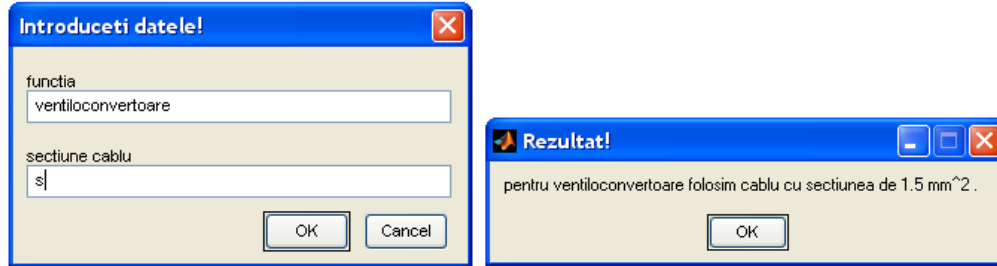 Introduceti datele!
functia
ventiloconvertoare
sectiune cablu
s
OK
Cancel
Rezultat!
pentru ventiloconvertoare folosim cablu cu sectiunea de 1.5 mm^2 .
OK